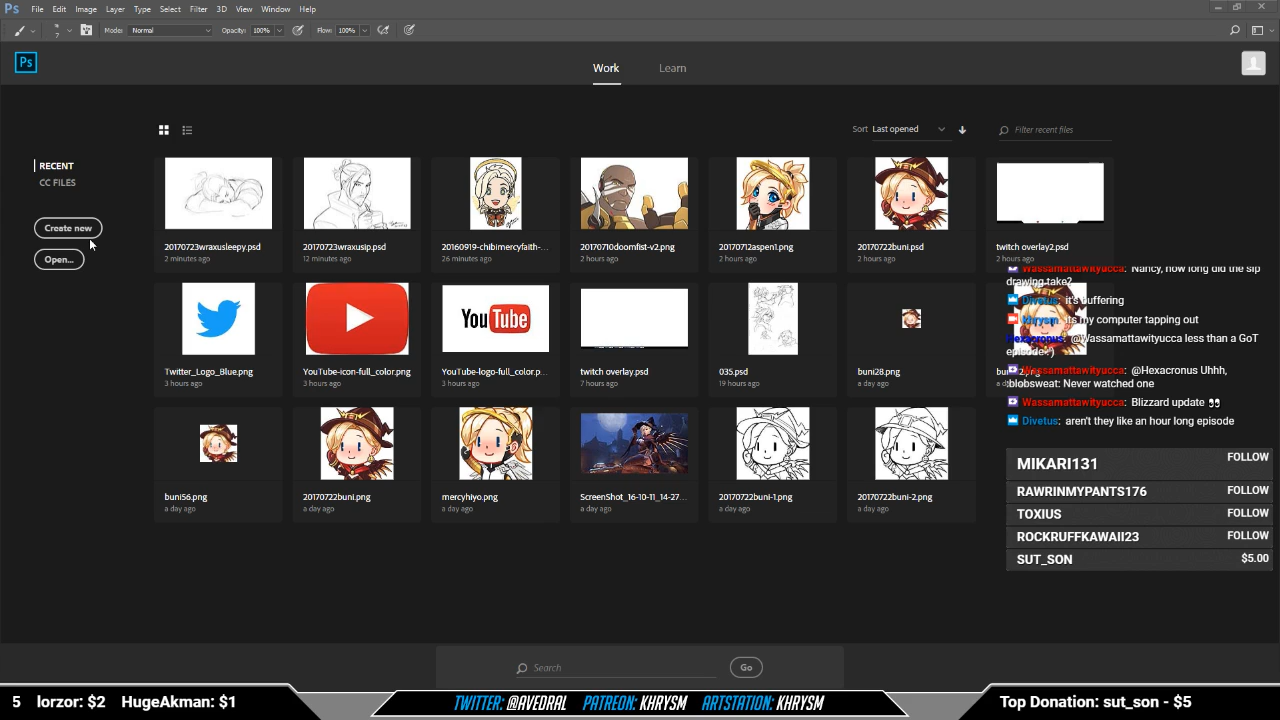 Ps File Edit Image Layer Type Select Filter 3D View Window Help
7 Mode: Normal Opacity: 100% Flow: 100%
Ps Work Learn
Sort Last opened Filter recent files
RECENT
CC FILES
Create new
Open...
20170723wraxusleepy.psd 20170723wraxusip.psd 20160919-chibimercyfaith-... 20170710doomfist-v2.png 20170712aspen1.png 20170722buni.psd twitch overlay2.psd
2 minutes ago 12 minutes ago 26 minutes ago 2 hours ago 2 hours ago 2 hours ago 2 hours ago
YouTube
Twitter_Logo_Blue.png YouTube-icon-full_color.png YouTube-logo-full_color.p... twitch overlay.psd 035.psd buni28.png
3 hours ago 3 hours ago 3 hours ago 7 hours ago 19 hours ago a day ago
buni56.png 20170722buni.png mercyhiyo.png ScreenShot_16-10-11_14-27... 20170722buni-1.png 20170722buni-2.png
a day ago a day ago a day ago a day ago a day ago a day ago
Wassamattawityucca: Nancy, how long did the sip
drawing take?
Divetus: it's buffering
Khrysm: its my computer tapping out
Hexacronus: @Wassamattawityucca less than a GoT
episode :)
Wassamattawityucca: @Hexacronus Uhhh,
:blobsweat: Never watched one
Wassamattawityucca: Blizzard update 👀
Divetus: aren't they like an hour long episode
MIKARI131 FOLLOW
RAWRINMYPANTS176 FOLLOW
TOXIUS FOLLOW
ROCKRUFFKAWAII23 FOLLOW
SUT_SON $5.00
Search Go
5 lorzor: $2 HugeAkman: $1
TWITTER: @AVEDRAL PATREON: KHRYSM ARTSTATION: KHRYSM
Top Donation: sut_son - $5